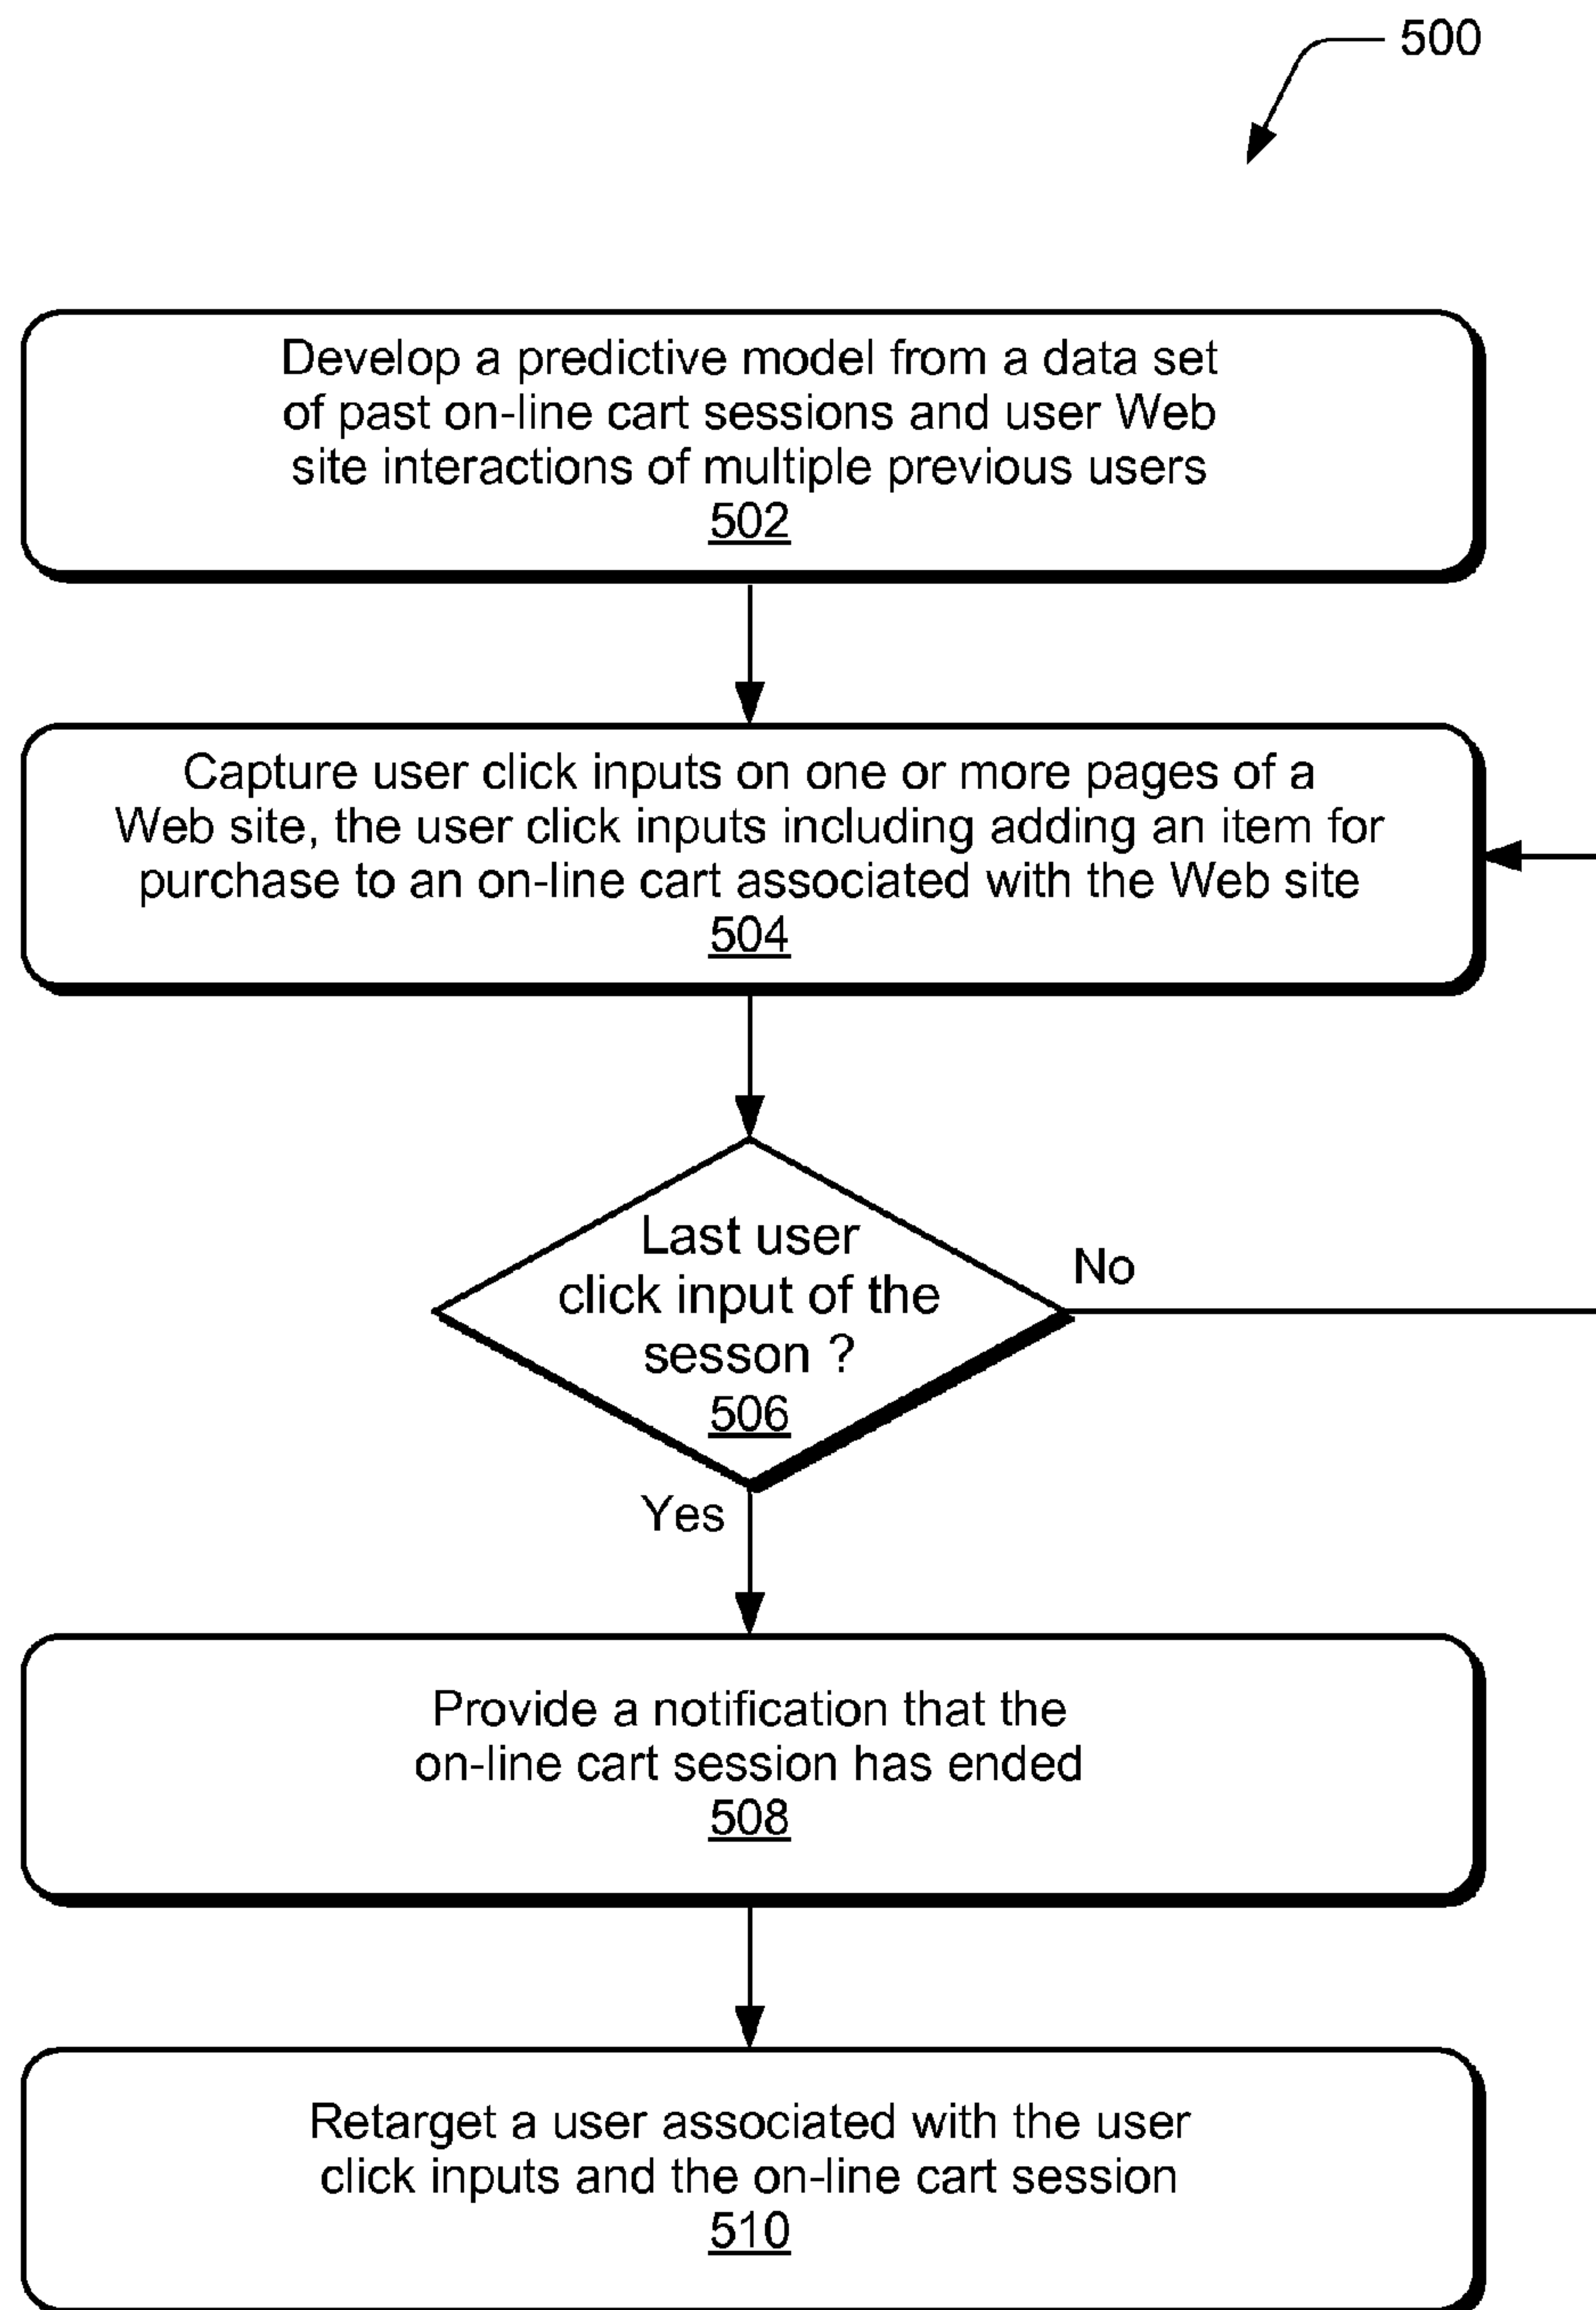 500
Develop a predictive model from a data set
of past on-line cart sessions and user Web
site interactions of multiple previous users
502
Capture user click inputs on one or more pages of a
Web site, the user click inputs including adding an item for
purchase to an on-line cart associated with the Web site
504
Last user
click input of the
sesson ?
506
No
Yes
Provide a notification that the
on-line cart session has ended
508
Retarget a user associated with the user
click inputs and the on-line cart session
510